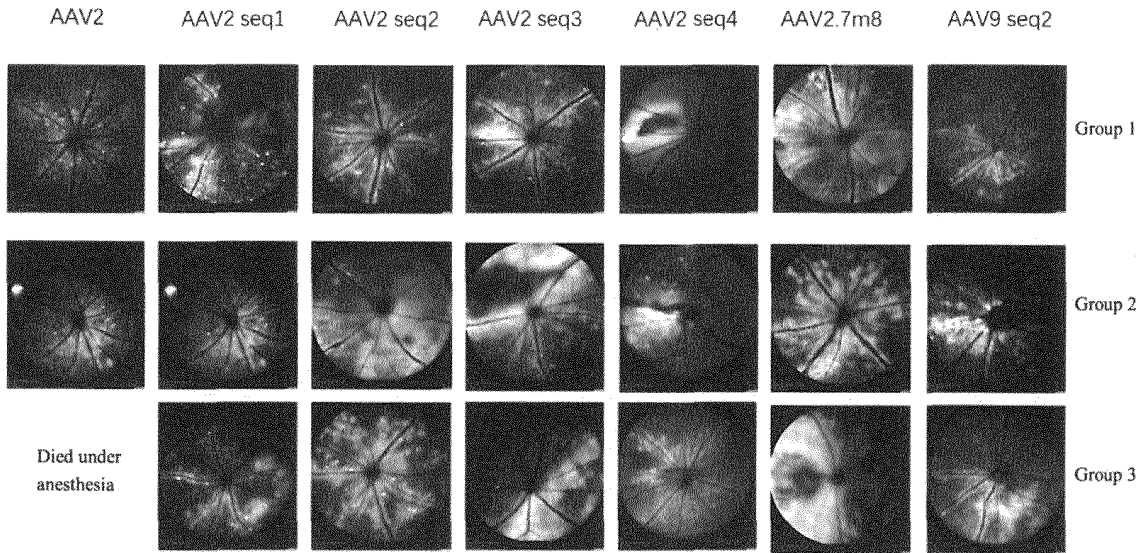 AAV2 AAV2 seq1 AAV2 seq2 AAV2 seq3 AAV2 seq4 AAV2.7m8 AAV9 seq2
Group 1
Group 2
Died under
anesthesia
Group 3